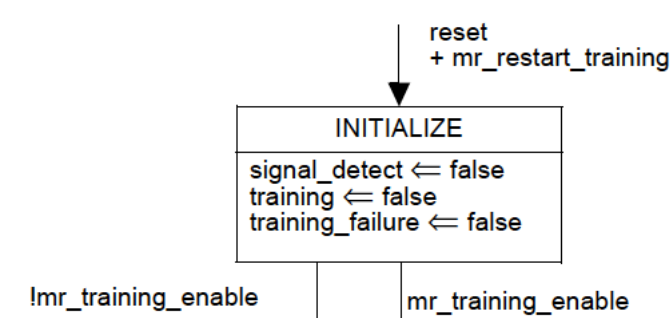 reset
+ mr_restart_training
INITIALIZE
signal_detect ⇐ false
training ⇐ false
training_failure ⇐ false
!mr_training_enable
mr_training_enable